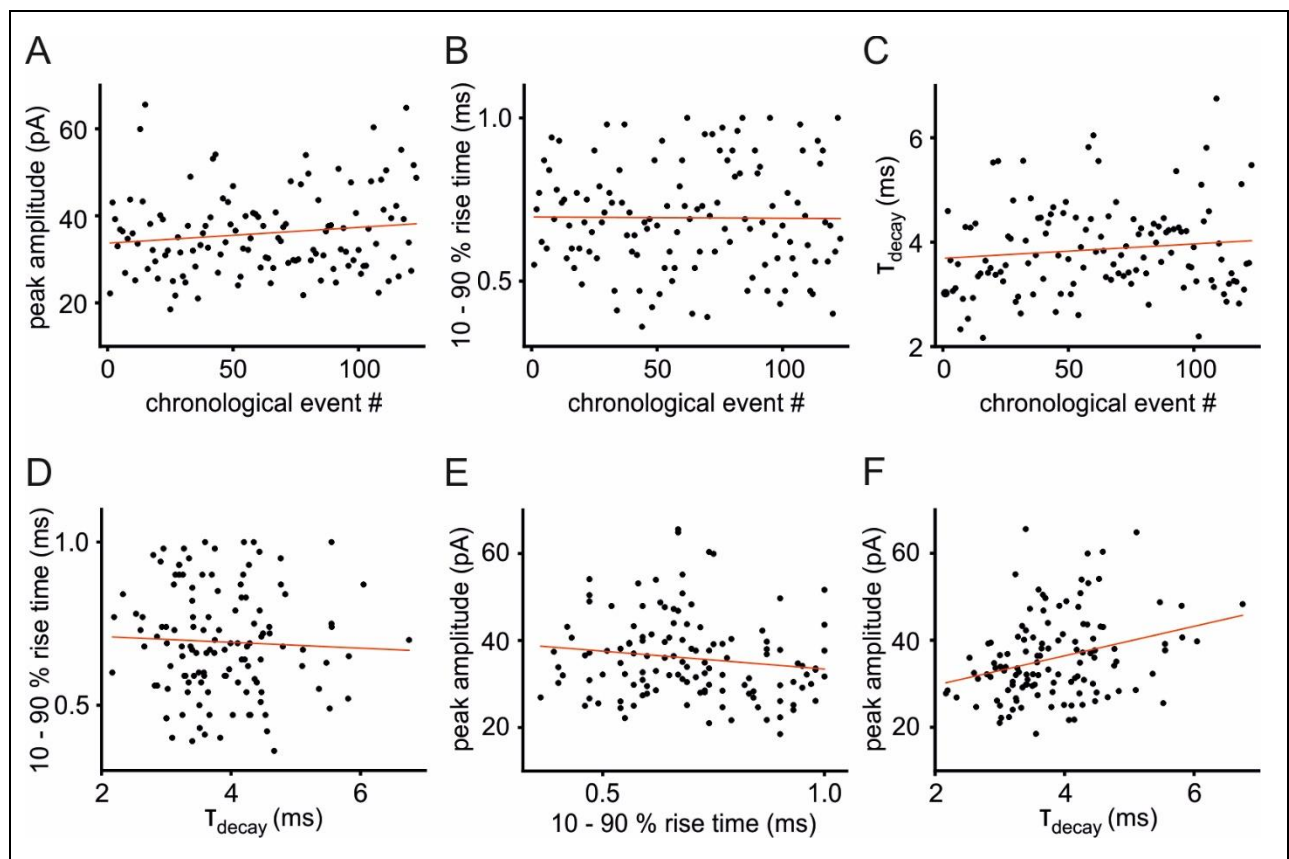 A
peak amplitude (pA)
60
40
20
0
50
100
chronological event #
B
10 - 90 % rise time (ms)
1.0
0.5
0
50
100
chronological event #
C
τdecay (ms)
6
4
2
0
50
100
chronological event #
D
10 - 90 % rise time (ms)
1.0
0.5
2
4
6
τdecay (ms)
E
peak amplitude (pA)
60
40
20
0.5
1.0
10 - 90 % rise time (ms)
F
peak amplitude (pA)
60
40
20
2
4
6
τdecay (ms)